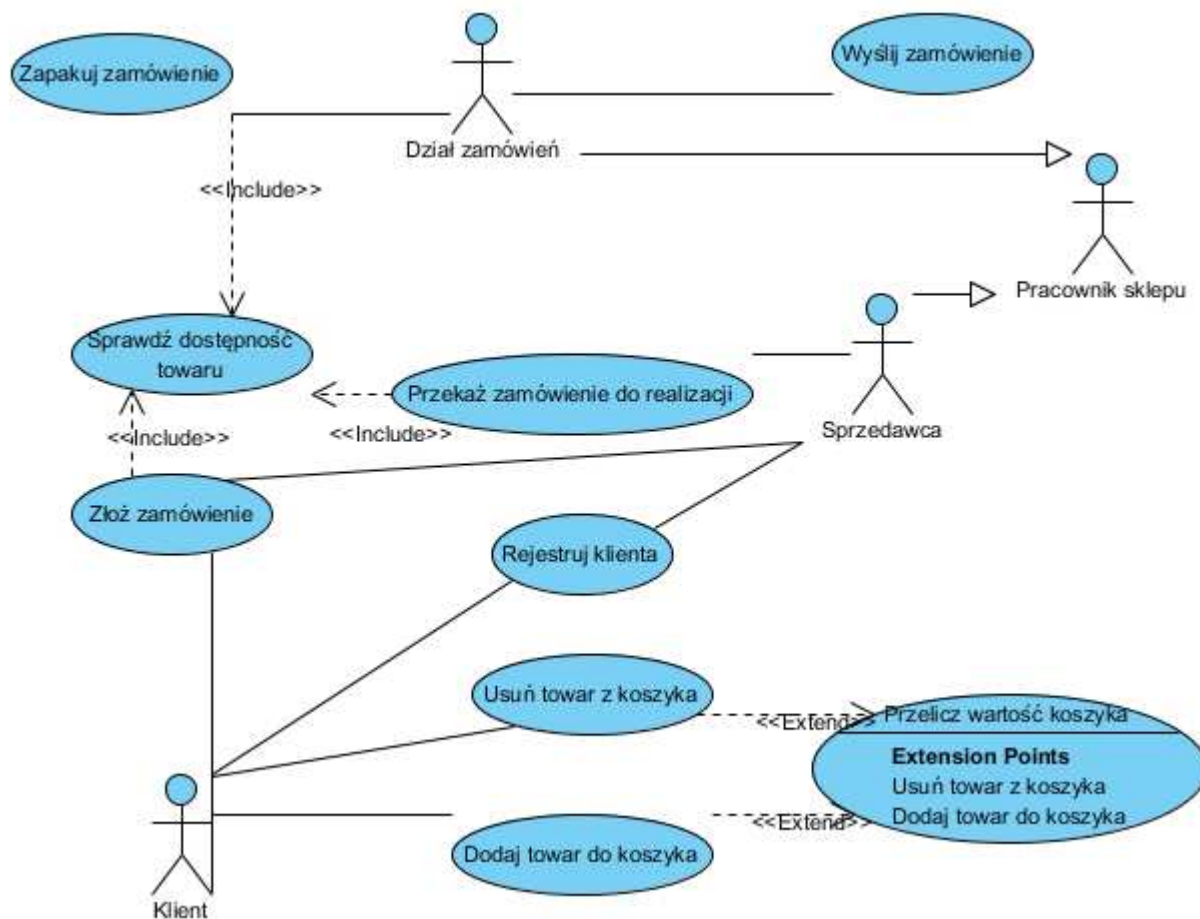 Zapakuj zamówienie
Wyślij zamówienie
Dział zamówień
<<Include>>
Pracownik sklepu
Sprawdź dostępność
towaru
Przekaż zamówienie do realizacji
<<Include>>
<<Include>>
Sprzedawca
Złóż zamówienie
Rejestruj klienta
Usuń towar z koszyka
<<Extend>>
Przelicz wartość koszyka
Extension Points
Usuń towar z koszyka
Dodaj towar do koszyka
<<Extend>>
Dodaj towar do koszyka
Klient